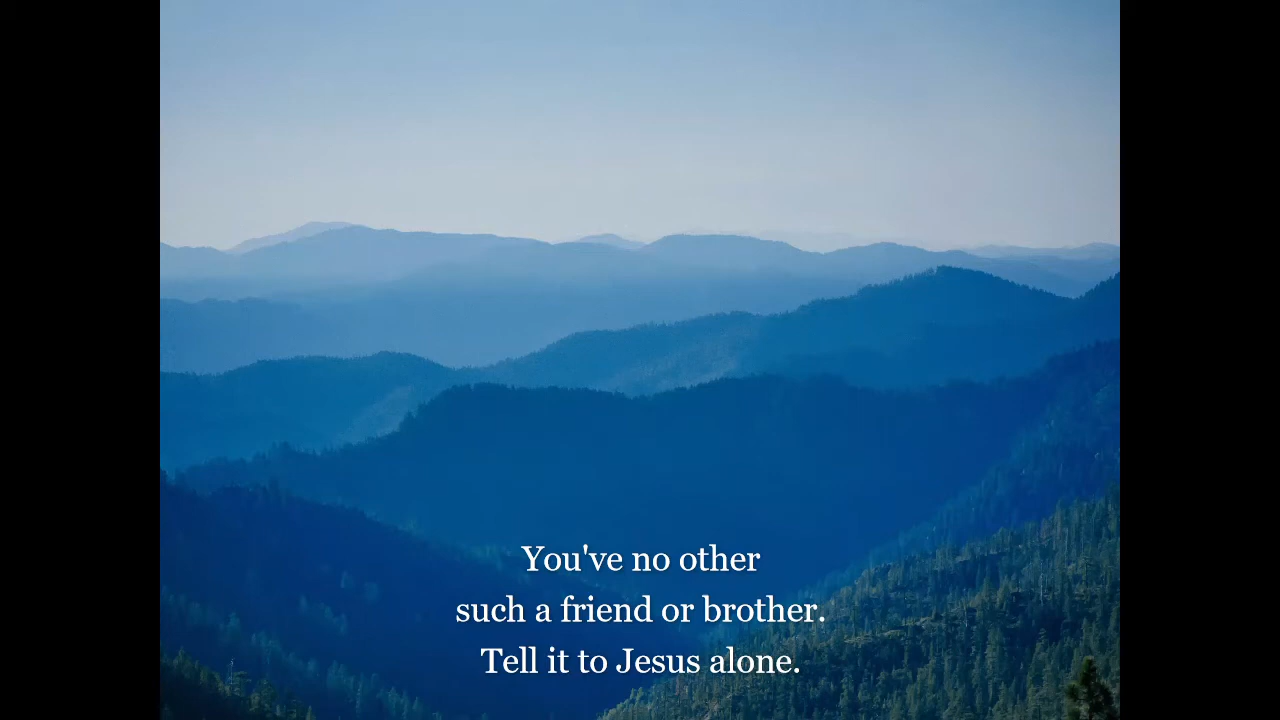 You've no other
such a friend or brother.
Tell it to Jesus alone.